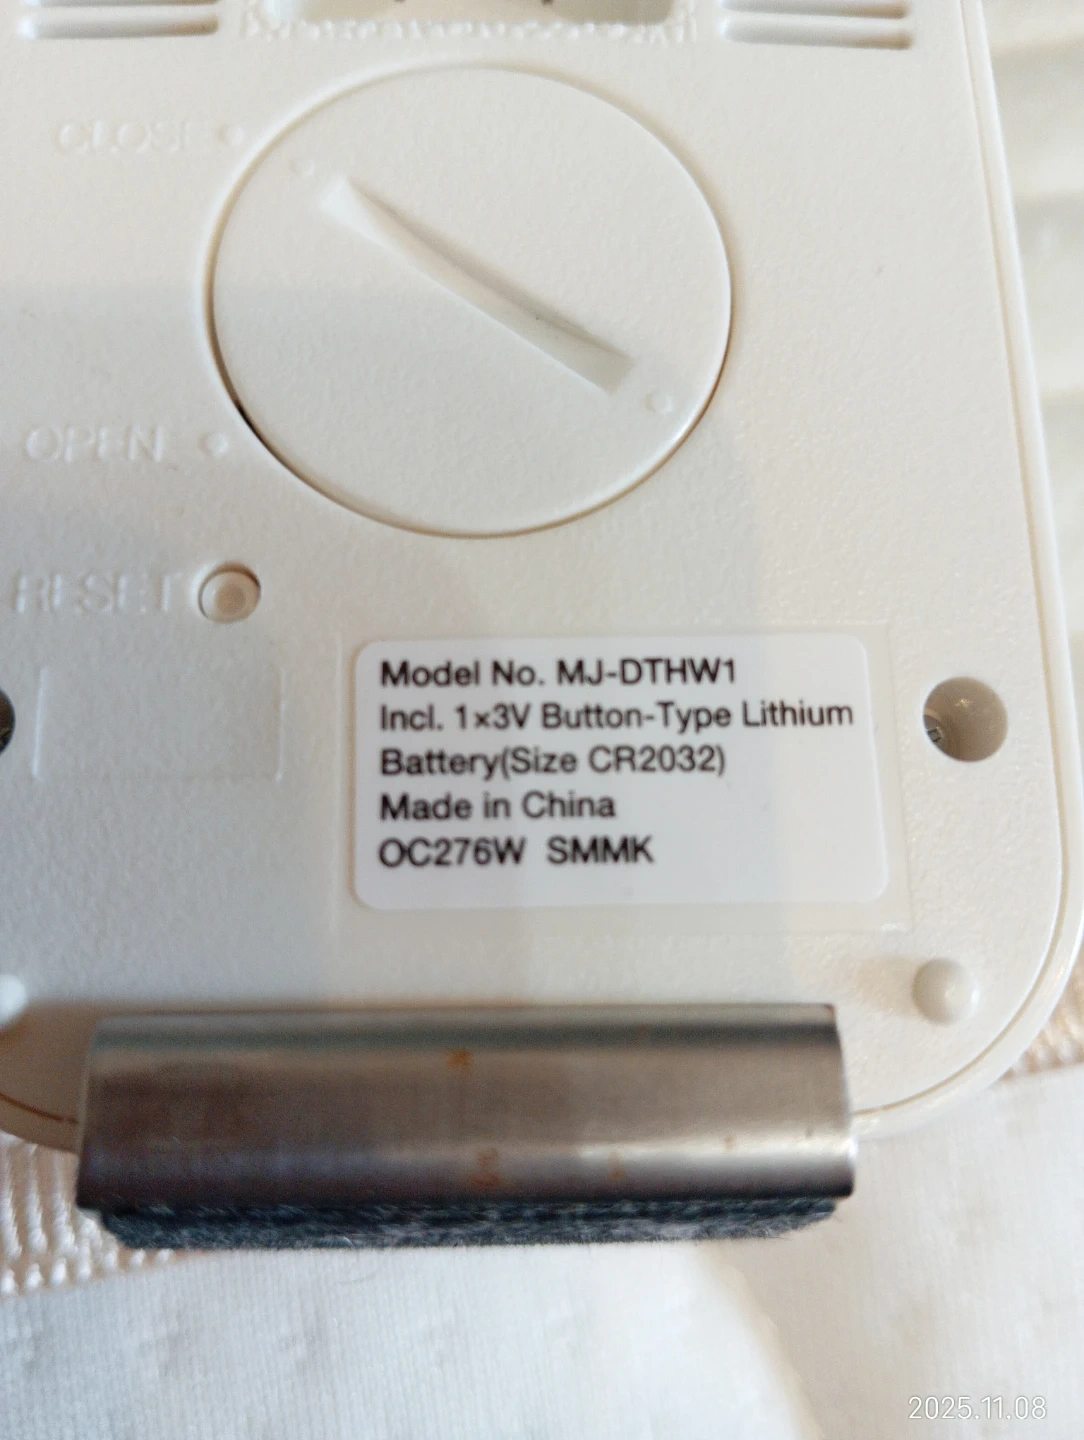 CLOSE
OPEN
RESET
Model No. MJ-DTHW1
Incl. 1×3V Button-Type Lithium
Battery(Size CR2032)
Made in China
OC276W SMMK
2025.11.08